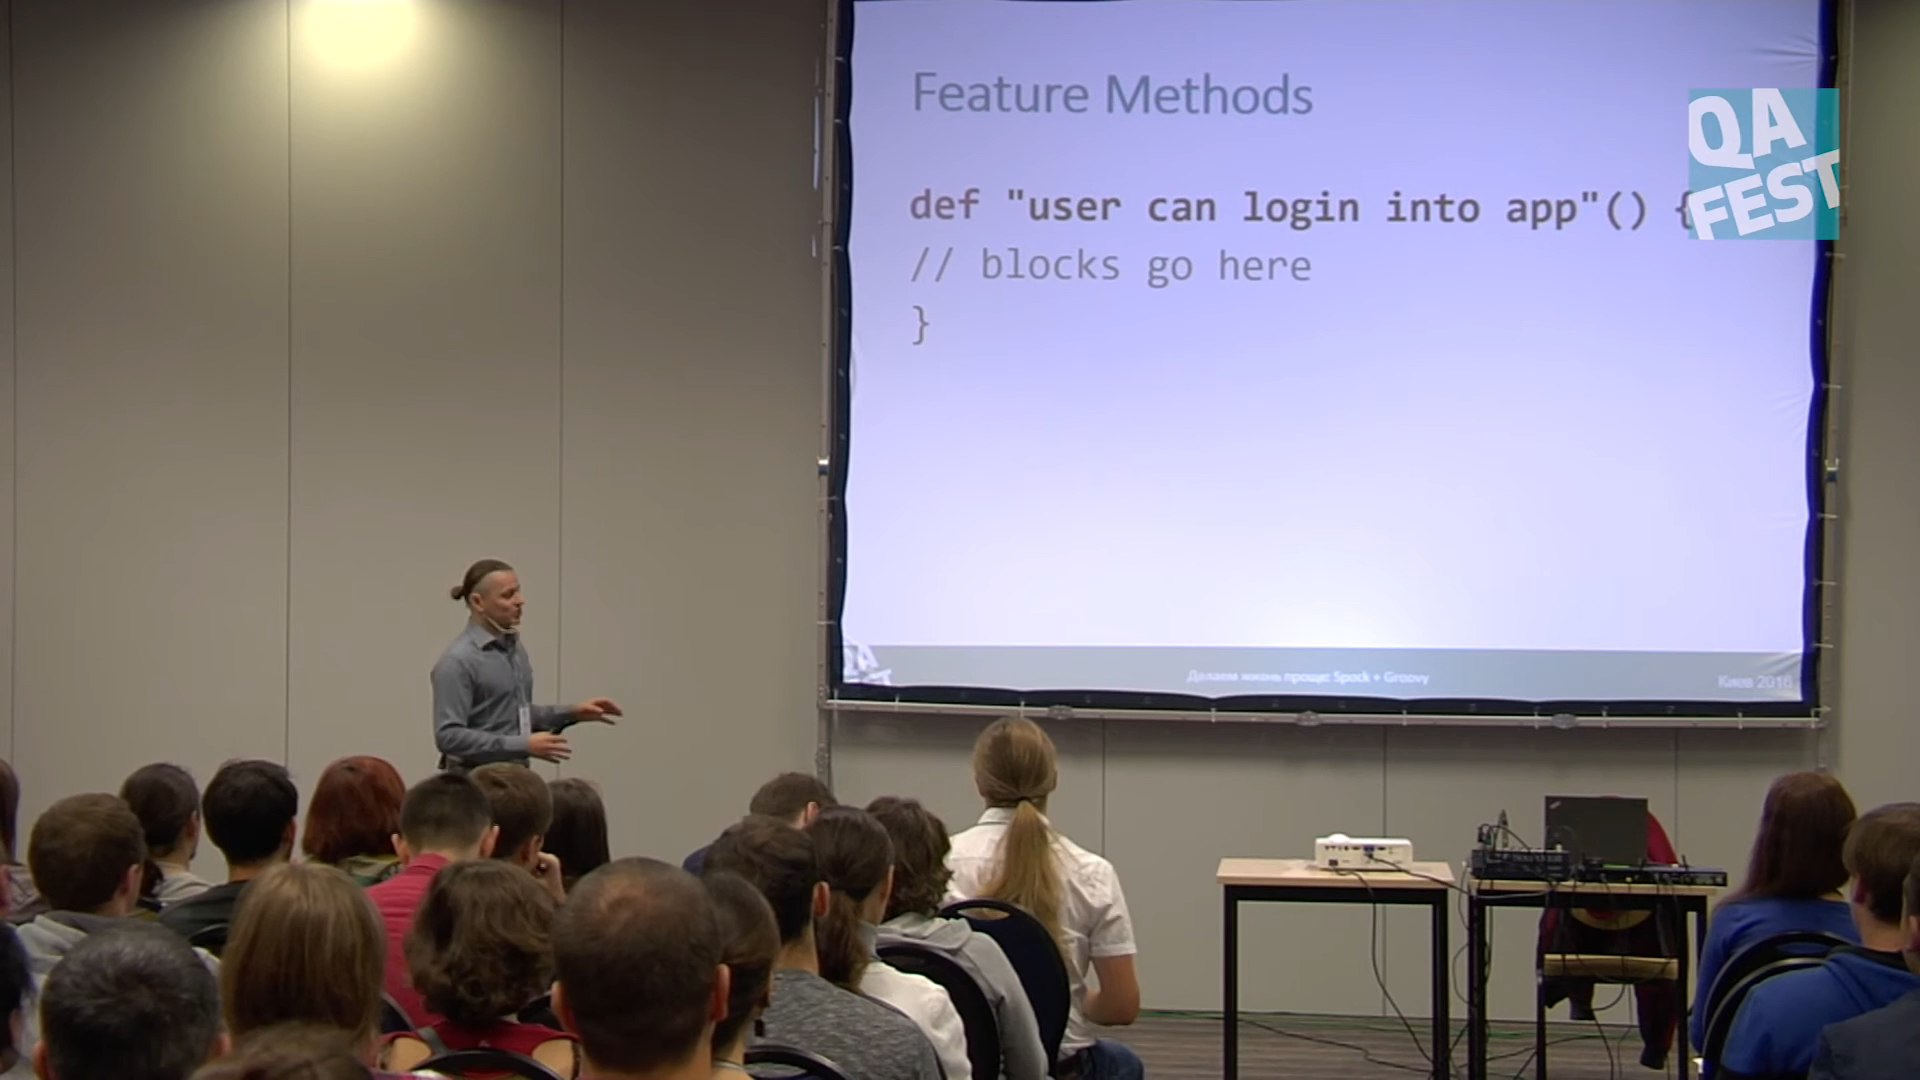 Feature Methods
QA
FEST
def "user can login into app"() {
// blocks go here
}
Делаем жизнь проще: Spock + Groovy
Киев 2016